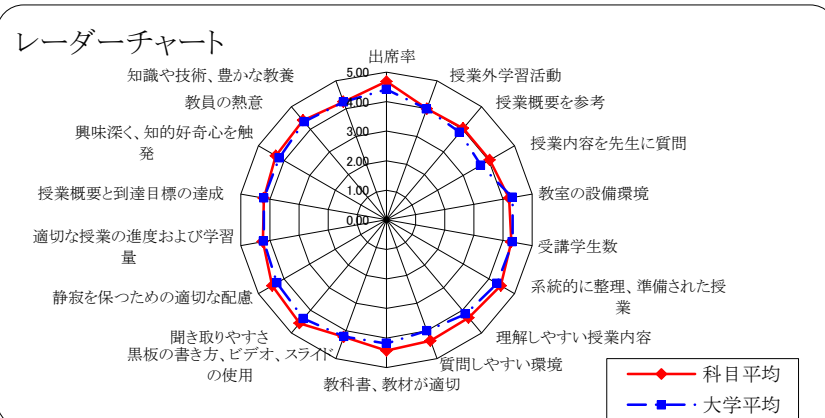 レーダーチャート
出席率
授業外学習活動
授業概要を参考
授業内容を先生に質問
教室の設備環境
受講学生数
系統的に整理、準備された授
業
理解しやすい授業内容
質問しやすい環境
教科書、教材が適切
黒板の書き方、ビデオ、スライド
の使用
聞き取りやすさ
静寂を保つための適切な配慮
適切な授業の進度および学習
量
授業概要と到達目標の達成
興味深く、知的好奇心を触
発
教員の熱意
知識や技術、豊かな教養
5.00
4.00
3.00
2.00
1.00
0.00
科目平均
大学平均